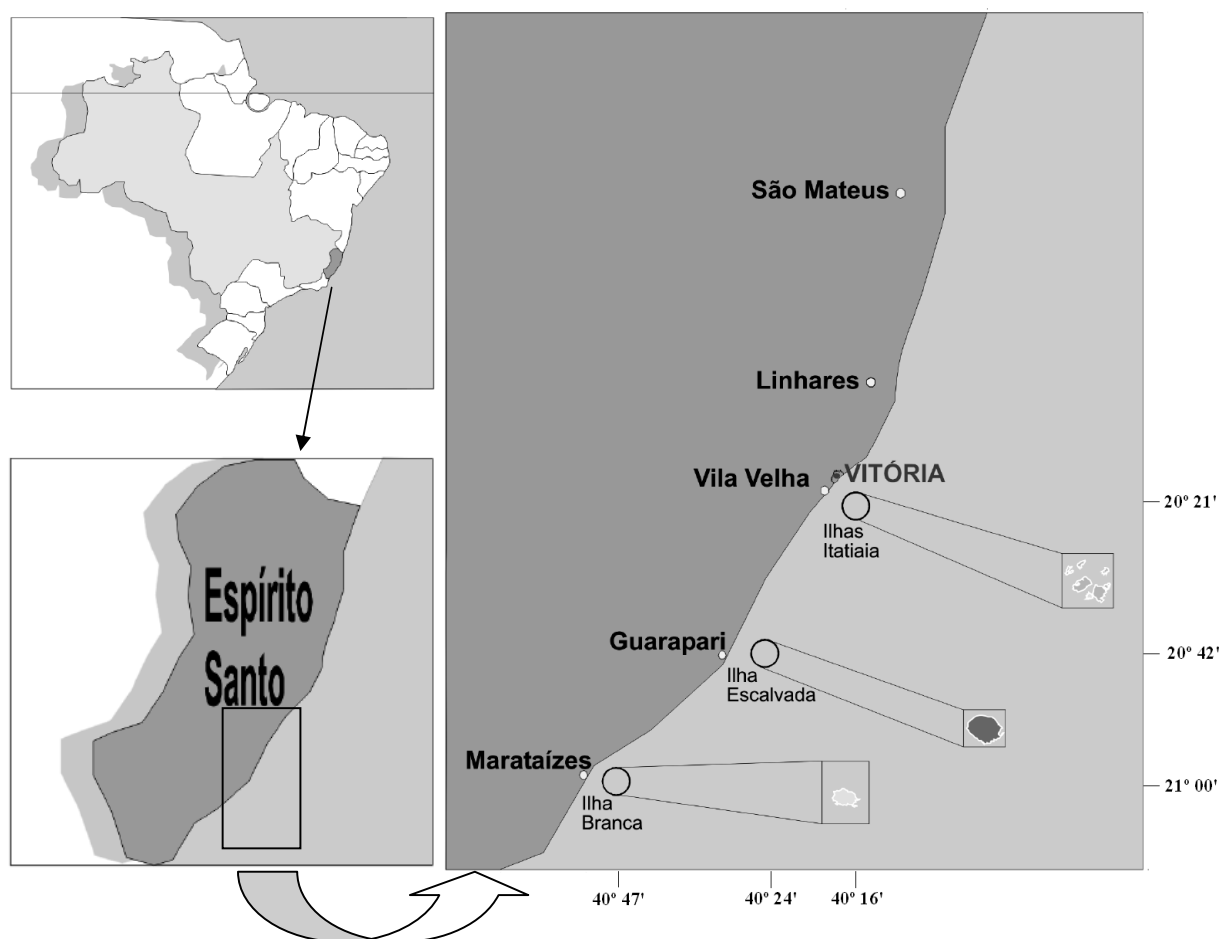 São Mateus
Linhares
Vila Velha
VITÓRIA
20º 21'
Ilhas
Itatiaia
Espírito
Santo
Guarapari
20º 42'
Ilha
Escalvada
Marataízes
21º 00'
Ilha
Branca
40º 47'
40º 24'
40º 16'